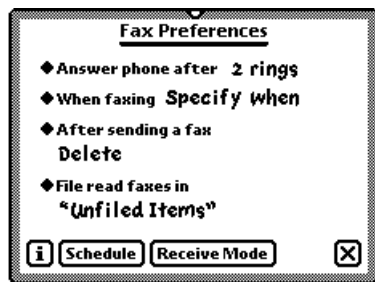 Fax Preferences
◆Answer phone after 2 rings
◆When faxing Specify when
◆After sending a fax
Delete
◆File read faxes in
"Unfiled Items"
i Schedule Receive Mode X